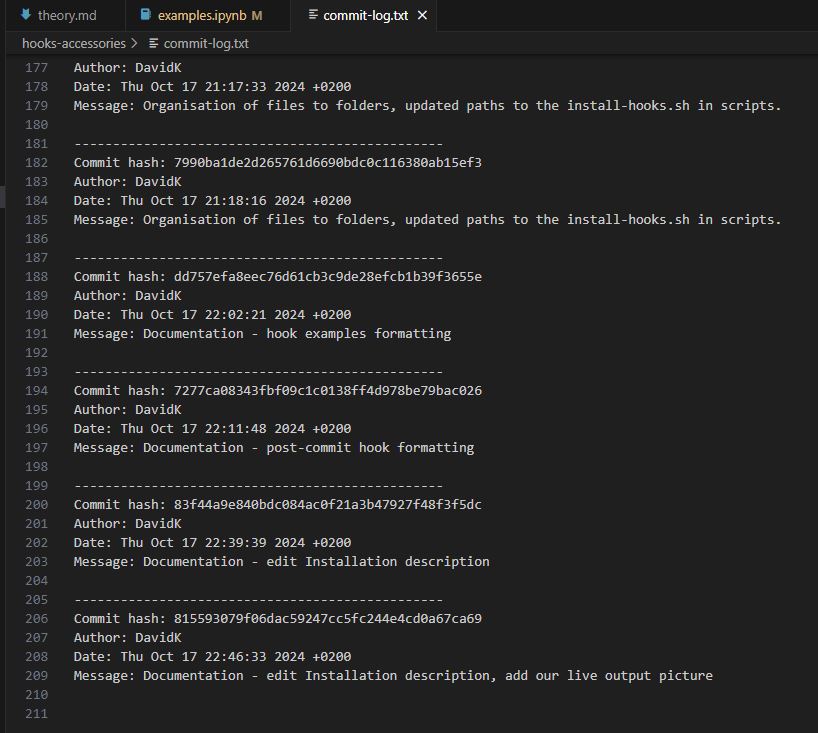 theory.md examples.ipynb M commit-log.txt
hooks-accessories > commit-log.txt
177 Author: DavidK
178 Date: Thu Oct 17 21:17:33 2024 +0200
179 Message: Organisation of files to folders, updated paths to the install-hooks.sh in scripts.
180
181 ------------------------------------------------
182 Commit hash: 7990ba1de2d265761d6690bdc0c116380ab15ef3
183 Author: DavidK
184 Date: Thu Oct 17 21:18:16 2024 +0200
185 Message: Organisation of files to folders, updated paths to the install-hooks.sh in scripts.
186
187 ------------------------------------------------
188 Commit hash: dd757efa8eec76d61cb3c9de28efcb1b39f3655e
189 Author: DavidK
190 Date: Thu Oct 17 22:02:21 2024 +0200
191 Message: Documentation - hook examples formatting
192
193 ------------------------------------------------
194 Commit hash: 7277ca08343fbf09c1c0138ff4d978be79bac026
195 Author: DavidK
196 Date: Thu Oct 17 22:11:48 2024 +0200
197 Message: Documentation - post-commit hook formatting
198
199 ------------------------------------------------
200 Commit hash: 83f44a9e840bdc084ac0f21a3b47927f48f3f5dc
201 Author: DavidK
202 Date: Thu Oct 17 22:39:39 2024 +0200
203 Message: Documentation - edit Installation description
204
205 ------------------------------------------------
206 Commit hash: 815593079f06dac59247cc5fc244e4cd0a67ca69
207 Author: DavidK
208 Date: Thu Oct 17 22:46:33 2024 +0200
209 Message: Documentation - edit Installation description, add our live output picture
210
211